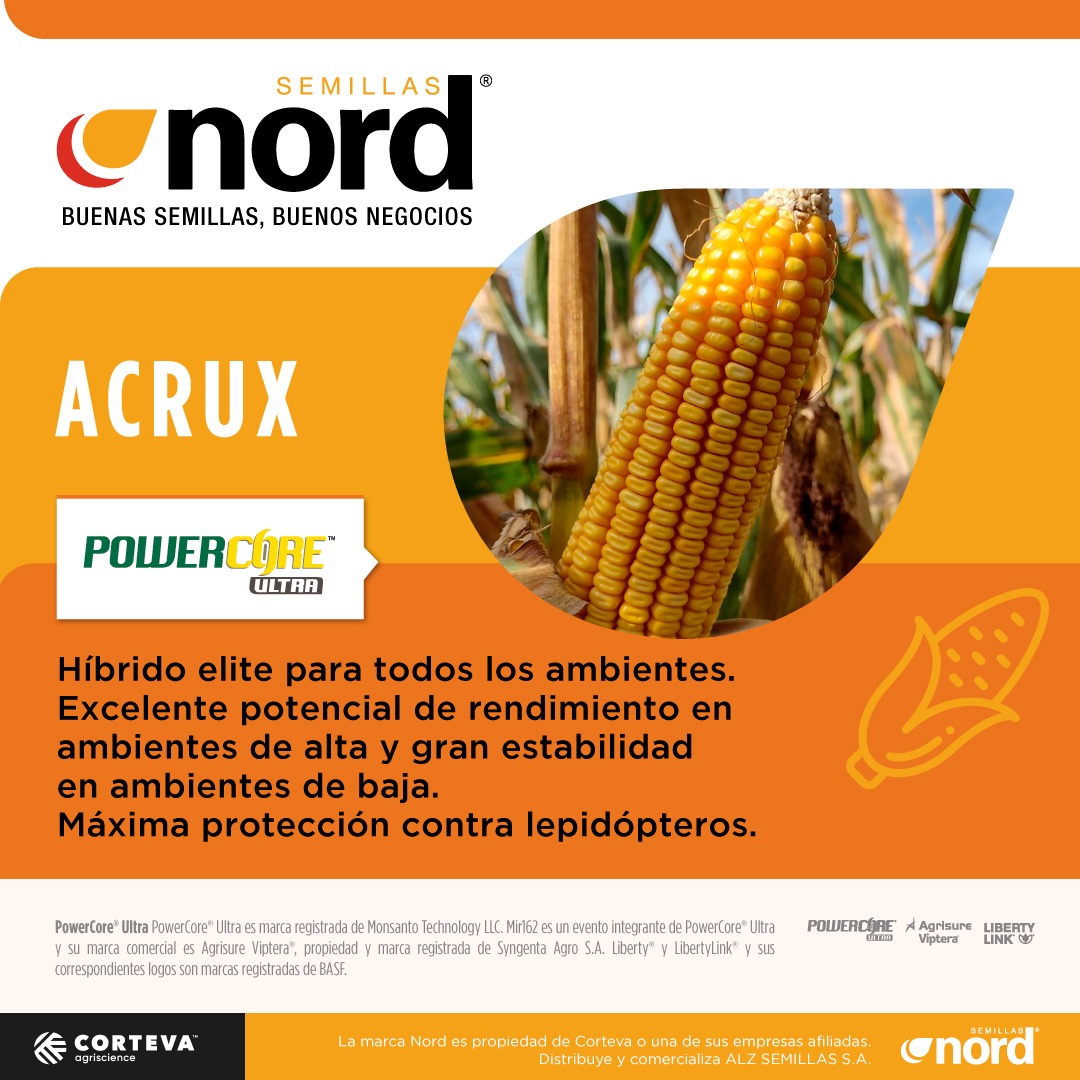 SEMILLAS
nord®
BUENAS SEMILLAS, BUENOS NEGOCIOS
ACRUX
POWERCORE™
ULTRA
Híbrido elite para todos los ambientes.
Excelente potencial de rendimiento en
ambientes de alta y gran estabilidad
en ambientes de baja.
Máxima protección contra lepidópteros.
PowerCore® Ultra PowerCore® Ultra es marca registrada de Monsanto Technology LLC. Mir162 es un evento integrante de PowerCore® Ultra
y su marca comercial es Agrisure Viptera®, propiedad y marca registrada de Syngenta Agro S.A. Liberty® y LibertyLink® y sus
correspondientes logos son marcas registradas de BASF.
POWERCORE™
ULTRA
Agrisure
Viptera®
LIBERTY
LINK®
CORTEVA™
agriscience
La marca Nord es propiedad de Corteva o una de sus empresas afiliadas.
Distribuye y comercializa ALZ SEMILLAS S.A.
SEMILLAS
nord®